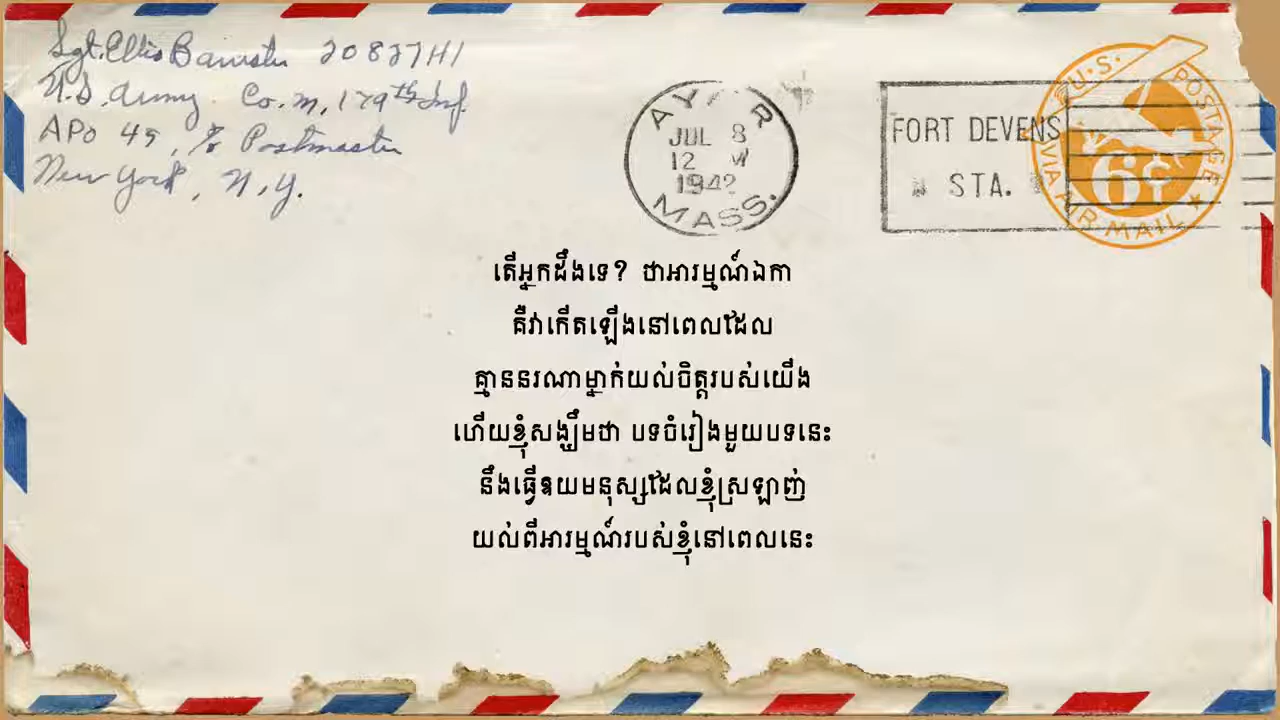 Sgt. Ellis Banister 20827141
U.S. Army. Co. M, 179th Inf.
APO 45, c/o Postmaster
New York, N.Y.
AYER
JUL 8
12 M
1942
MASS.
FORT DEVENS
STA.
U.S. POSTAGE
6¢
VIA AIR MAIL
តើអ្នកដឹងទេ? ថាអារម្មណ៍ឯកា
គឺវាកើតឡើងនៅពេលដែល
គ្មាននរណាម្នាក់យល់ចិត្តរបស់យើង
ហើយខ្ញុំសង្ឃឹមថា បទចំរៀងមួយបទនេះ
នឹងធ្វើឱយមនុស្សដែលខ្ញុំស្រឡាញ់
យល់ពីអារម្មណ៍របស់ខ្ញុំនៅពេលនេះ